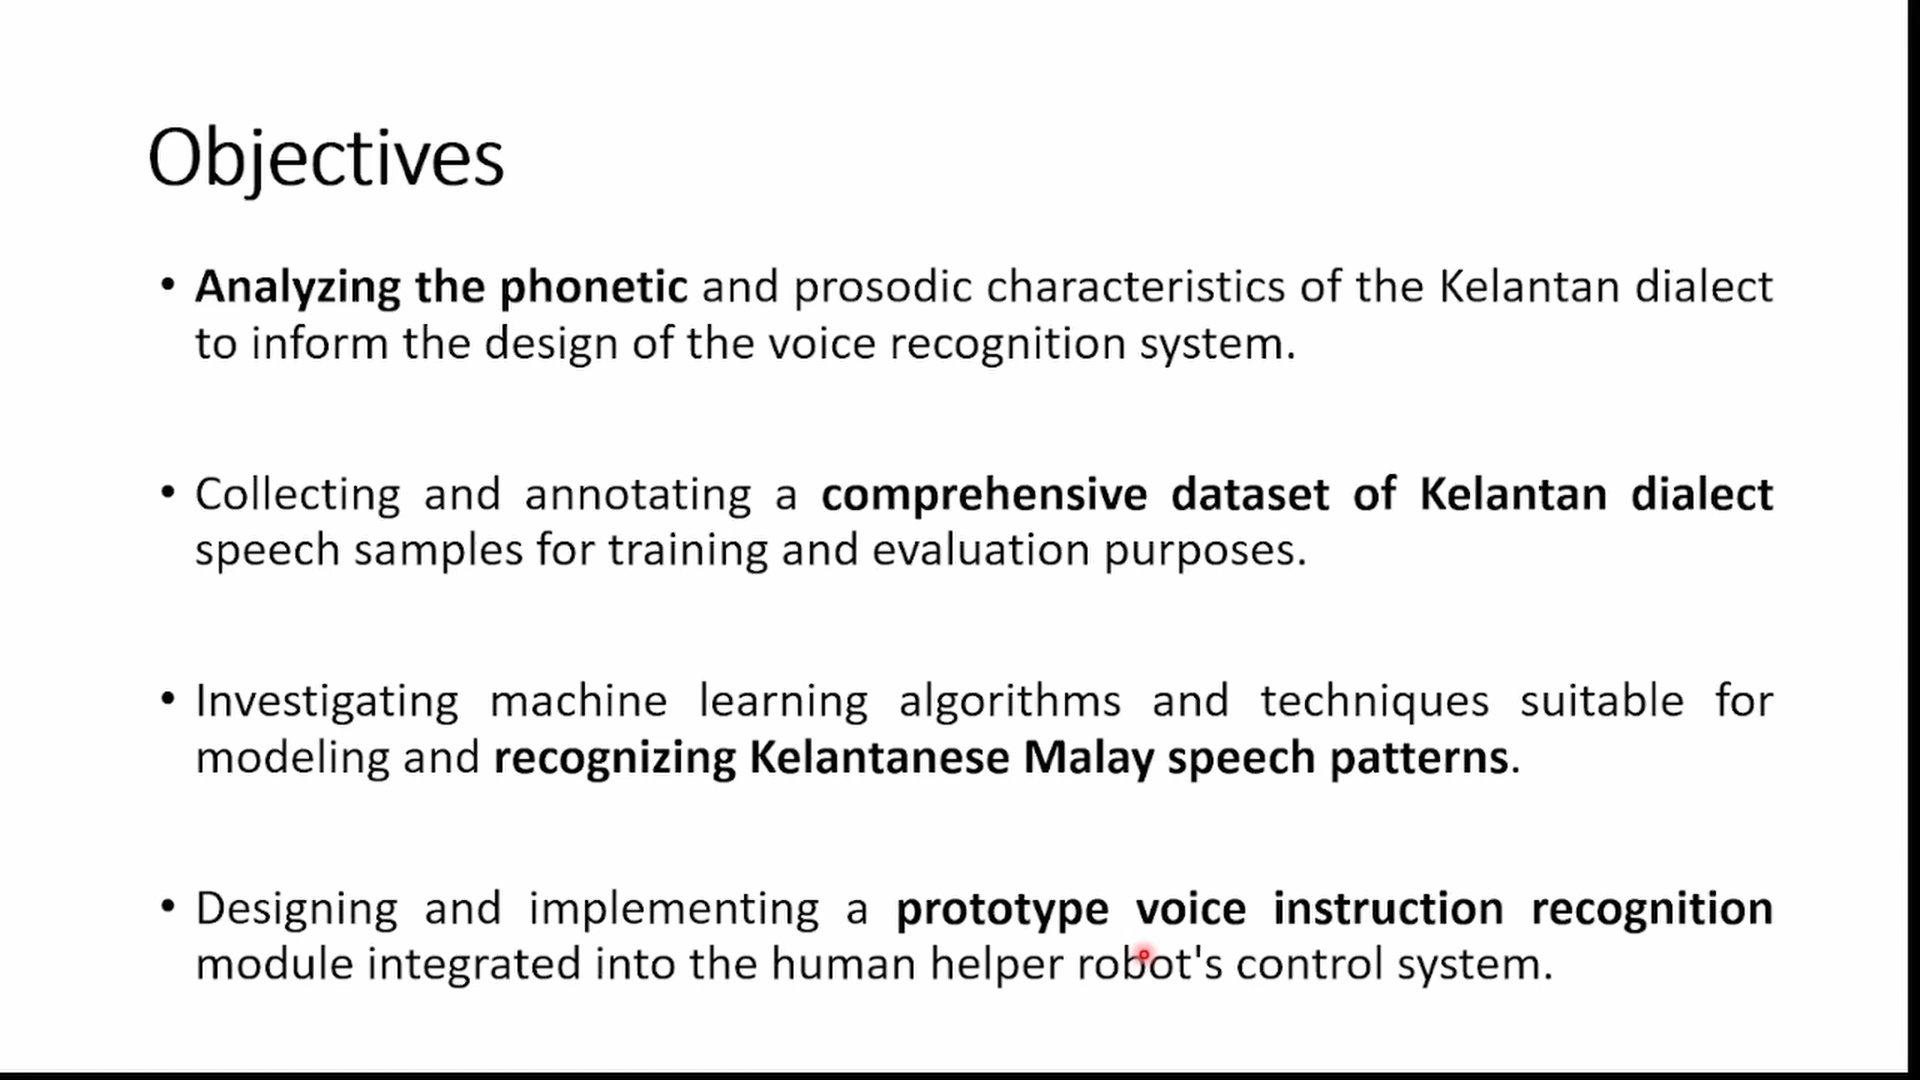 Objectives
• Analyzing the phonetic and prosodic characteristics of the Kelantan dialect
to inform the design of the voice recognition system.
• Collecting and annotating a comprehensive dataset of Kelantan dialect
speech samples for training and evaluation purposes.
• Investigating machine learning algorithms and techniques suitable for
modeling and recognizing Kelantanese Malay speech patterns.
• Designing and implementing a prototype voice instruction recognition
module integrated into the human helper robot's control system.